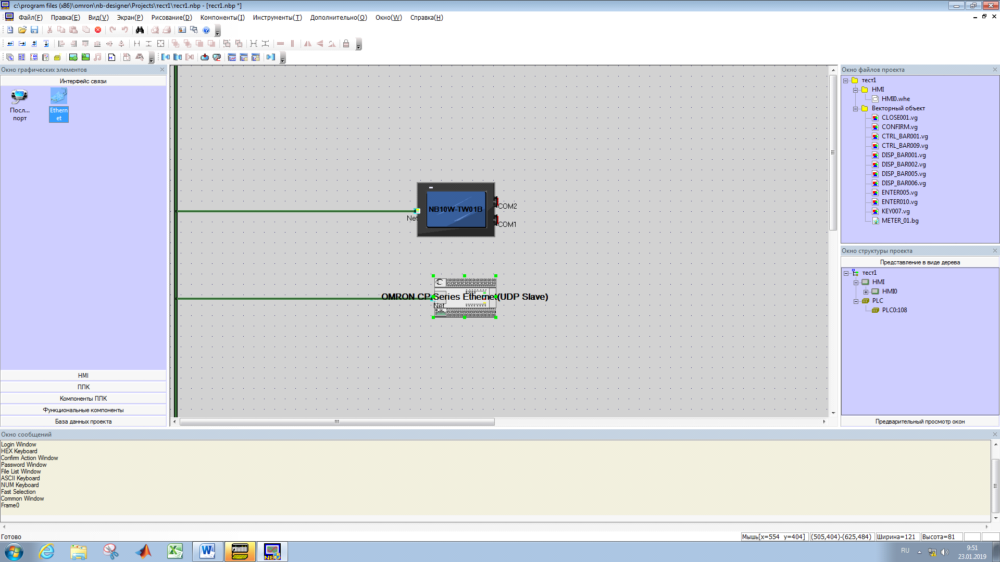 c:\program files (x86)\omron\nb-designer\Projects\тест1\тест1.nbp - [тест1.nbp *]
Файл(F) Правка(E) Вид(V) Экран(P) Рисование(D) Компоненты(I) Инструменты(T) Дополнительно(O) Окно(W) Справка(H)
Окно графических элементов
Интерфейс связи
Посл... порт
Ethern et
HMI
ПЛК
Компоненты ПЛК
Функциональные компоненты
База данных проекта
NB10W-TW01B
Net
COM2
COM1
OMRON CP Series Ethernet(UDP Slave)
Net
Окно файлов проекта
тест1
HMI
HMI0.whe
Векторный объект
CLOSE001.vg
CONFIRM.vg
CTRL_BAR001.vg
CTRL_BAR009.vg
DISP_BAR001.vg
DISP_BAR002.vg
DISP_BAR005.vg
DISP_BAR006.vg
ENTER005.vg
ENTER010.vg
KEY007.vg
METER_01.bg
Окно структуры проекта
Представление в виде дерева
тест1
HMI
HMI0
PLC
PLC0:108
Предварительный просмотр окон
Окно сообщений
Login Window
HEX Keyboard
Confirm Action Window
Password Window
File List Window
ASCII Keyboard
NUM Keyboard
Fast Selection
Common Window
Frame0
Готово
Мышь[x=554 y=404] (505,404)-(625,484) Ширина=121 Высота=81
RU
9:51
23.01.2019